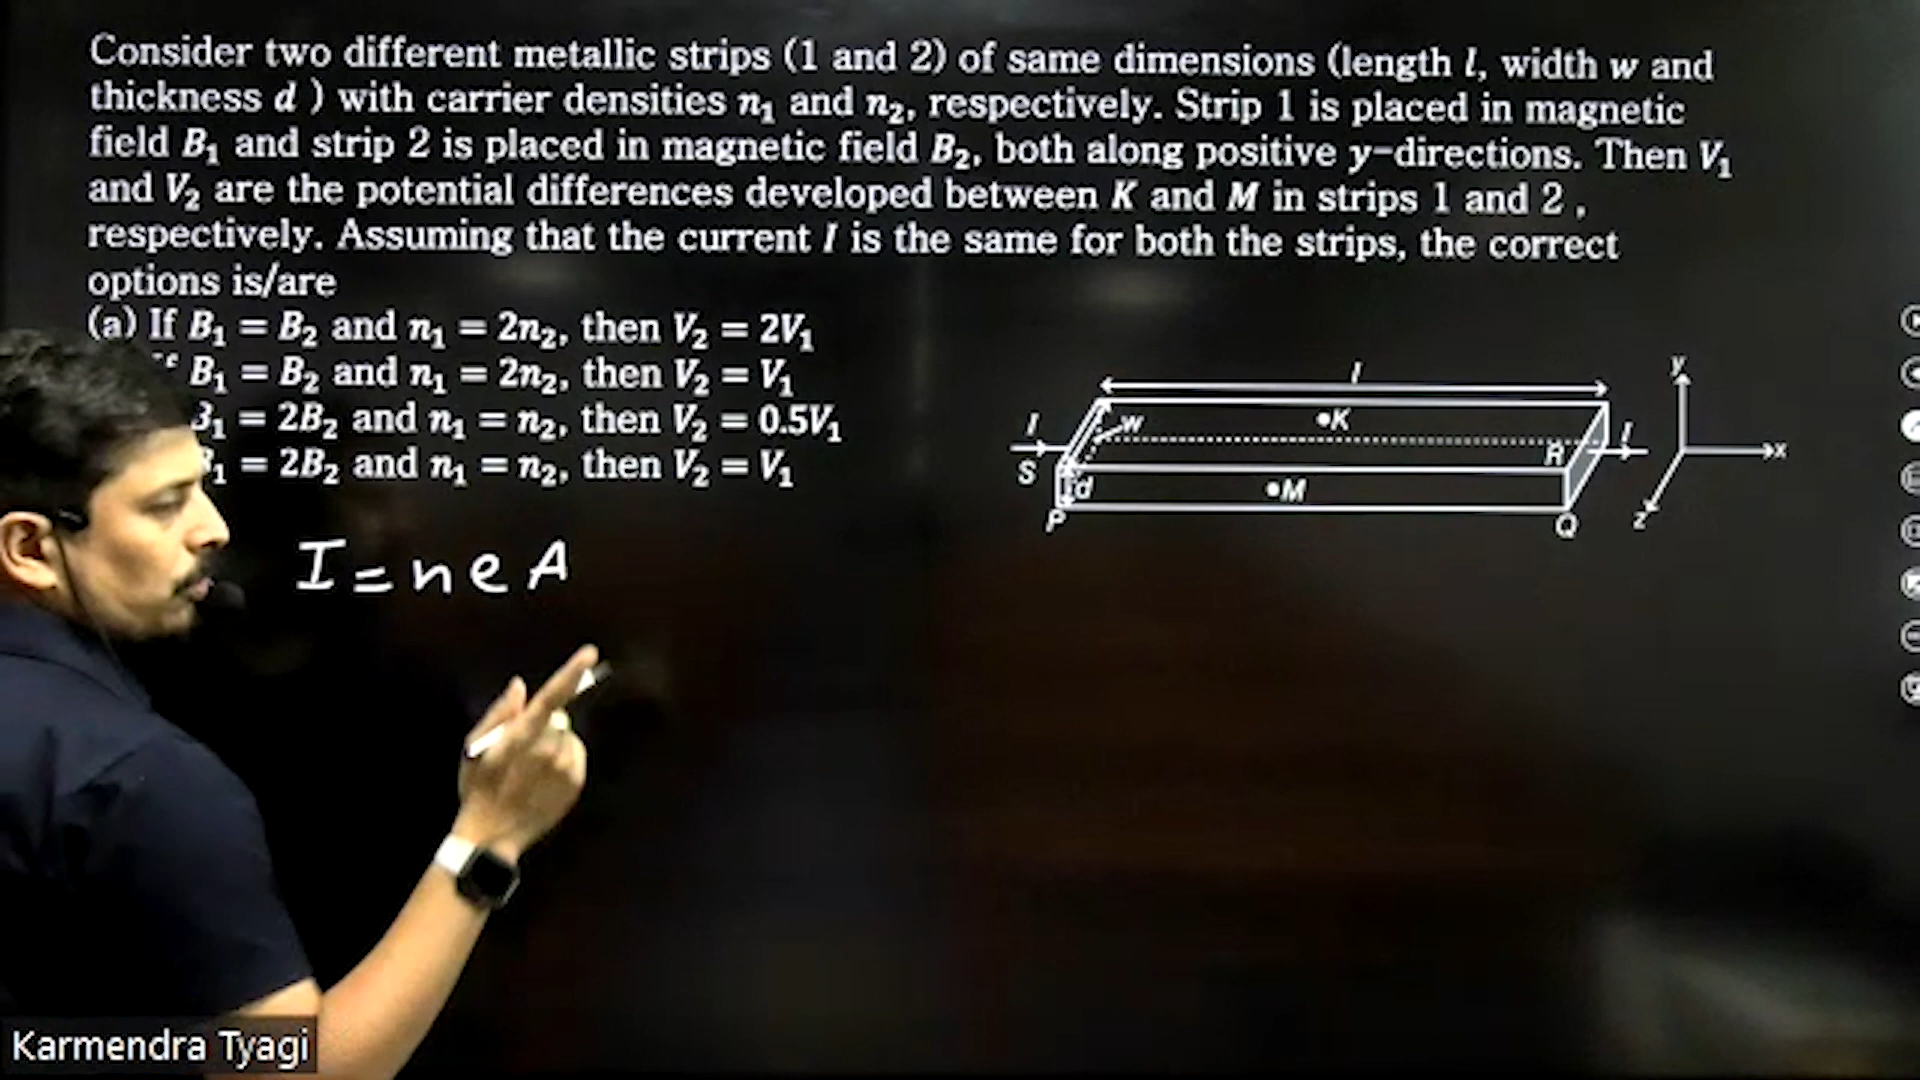 Consider two different metallic strips (1 and 2) of same dimensions (length l, width w and
thickness d ) with carrier densities n₁ and n₂, respectively. Strip 1 is placed in magnetic
field B₁ and strip 2 is placed in magnetic field B₂, both along positive y-directions. Then V₁
and V₂ are the potential differences developed between K and M in strips 1 and 2 ,
respectively. Assuming that the current I is the same for both the strips, the correct
options is/are
(a) If B₁ = B₂ and n₁ = 2n₂, then V₂ = 2V₁
B₁ = B₂ and n₁ = 2n₂, then V₂ = V₁
B₁ = 2B₂ and n₁ = n₂, then V₂ = 0.5V₁
B₁ = 2B₂ and n₁ = n₂, then V₂ = V₁
l
y
I
w
K
S
R
I
x
d
M
P
Q
z
I = n e A
Karmendra Tyagi